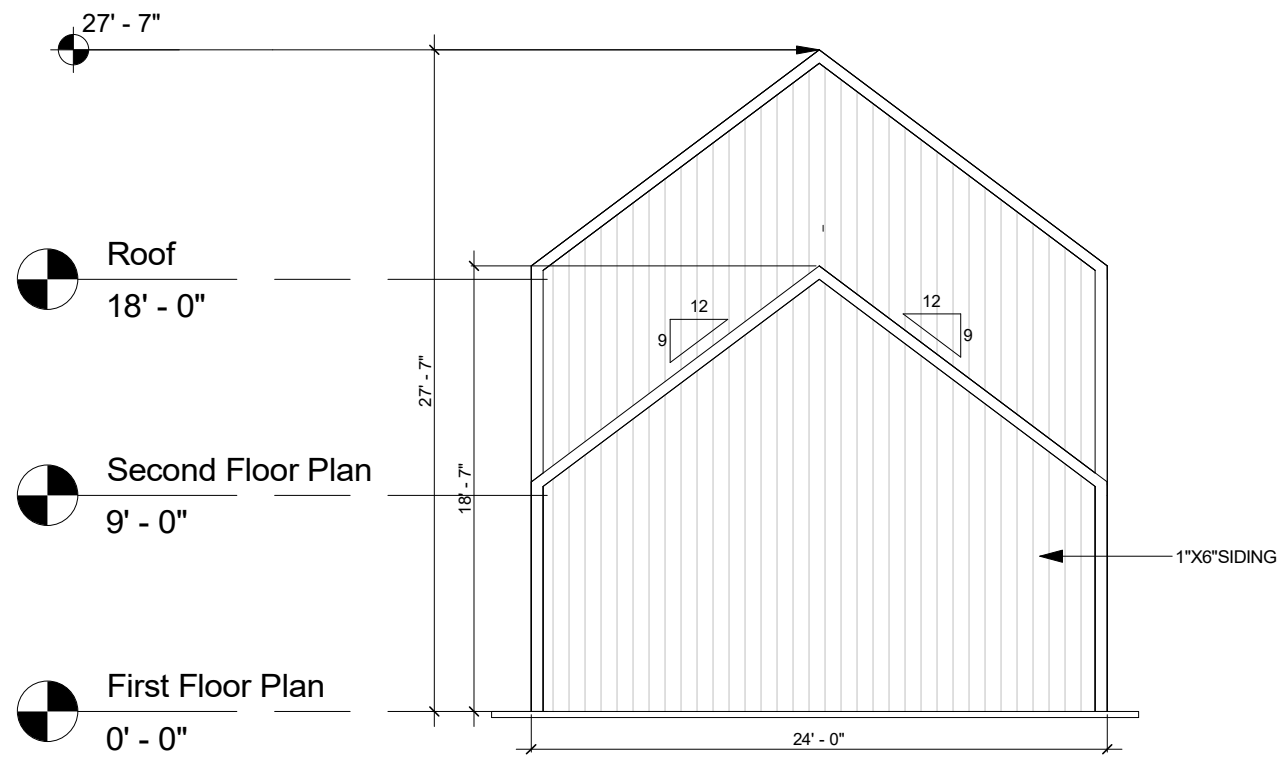 27' - 7"
Roof
18' - 0"
12
9
12
9
27' - 7"
18' - 7"
Second Floor Plan
9' - 0"
1"X6"SIDING
First Floor Plan
0' - 0"
24' - 0"